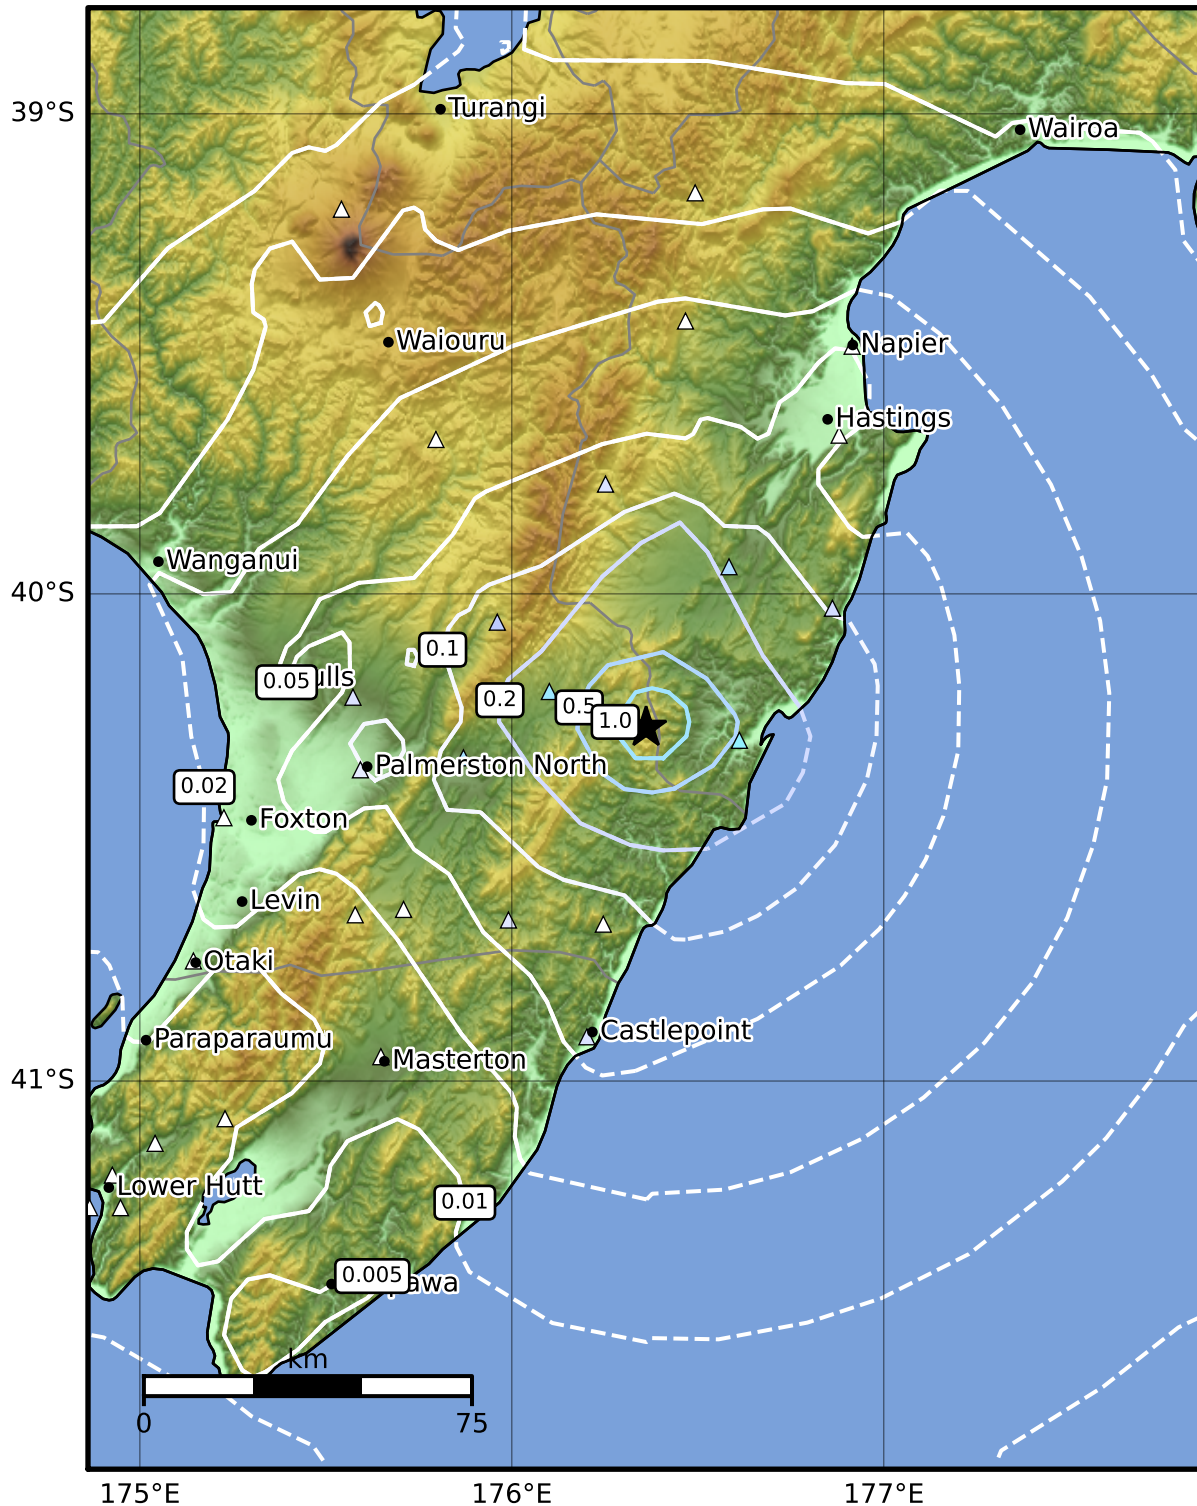 Turangi
39°S
Wairoa
Waiouru
Napier
Hastings
Wanganui
40°S
0.1
0.05
ulls
0.2
0.5
1.0
Palmerston North
0.02
Foxton
Levin
Otaki
Castlepoint
Paraparaumu
Masterton
41°S
Lower Hutt
0.01
0.005
awa
km
0
75
175°E
176°E
177°E